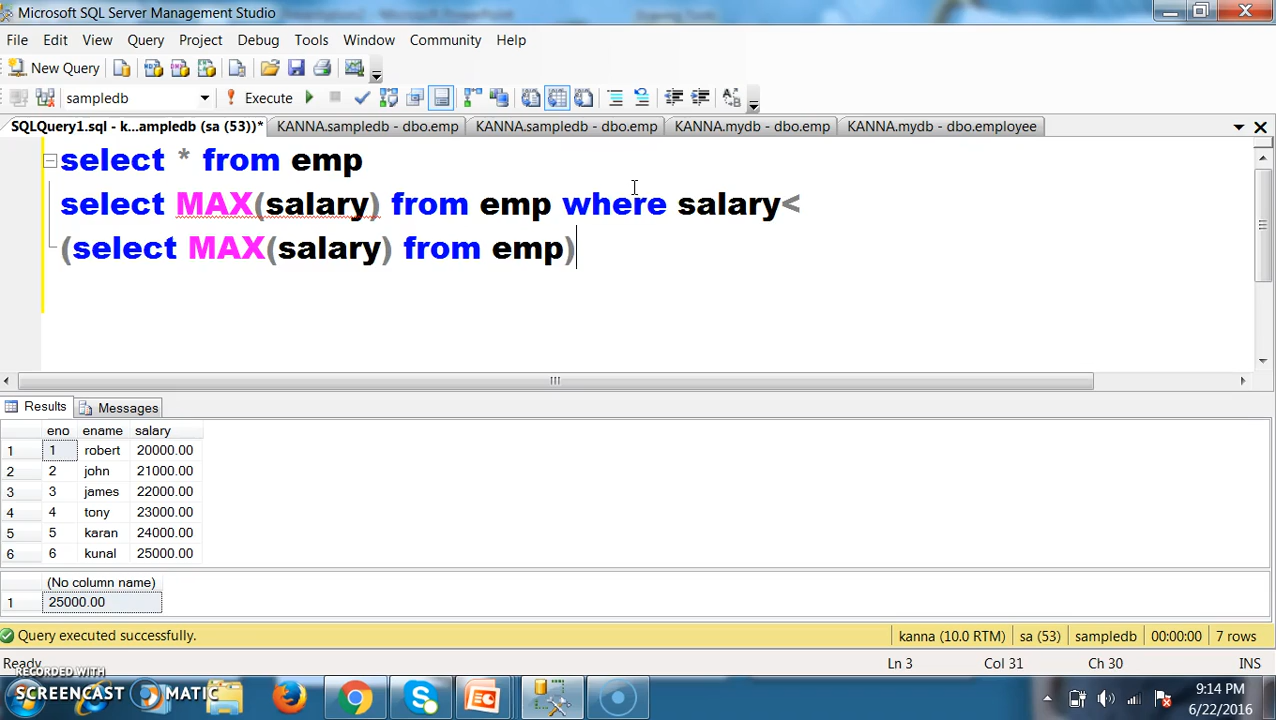 Microsoft SQL Server Management Studio
File Edit View Query Project Debug Tools Window Community Help
New Query
sampledb Execute
SQLQuery1.sql - k...ampledb (sa (53))* KANNA.sampledb - dbo.emp KANNA.sampledb - dbo.emp KANNA.mydb - dbo.emp KANNA.mydb - dbo.employee
select * from emp
select MAX(salary) from emp where salary<
(select MAX(salary) from emp)
Results Messages
eno ename salary
1 1 robert 20000.00
2 2 john 21000.00
3 3 james 22000.00
4 4 tony 23000.00
5 5 karan 24000.00
6 6 kunal 25000.00
(No column name)
1 25000.00
Query executed successfully. kanna (10.0 RTM) sa (53) sampledb 00:00:00 7 rows
Ready Ln 3 Col 31 Ch 30 INS
RECORDED WITH
SCREENCAST MATIC
9:14 PM
6/22/2016